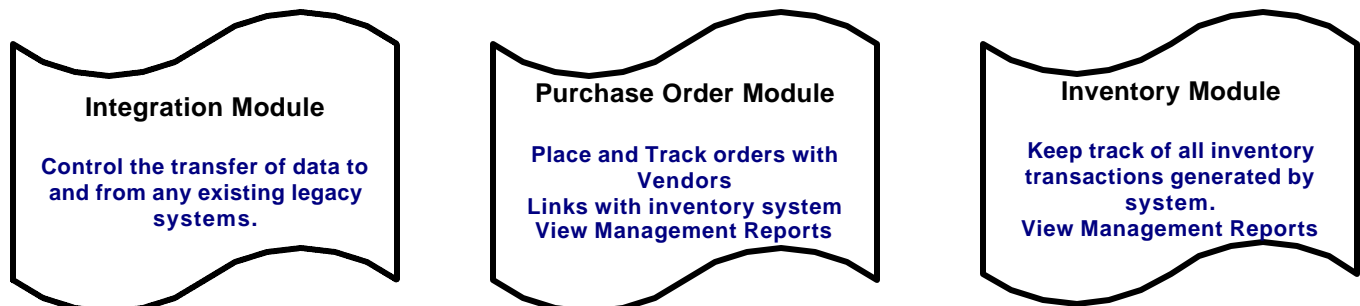 Integration Module
Control the transfer of data to
and from any existing legacy
systems.
Purchase Order Module
Place and Track orders with
Vendors
Links with inventory system
View Management Reports
Inventory Module
Keep track of all inventory
transactions generated by
system.
View Management Reports